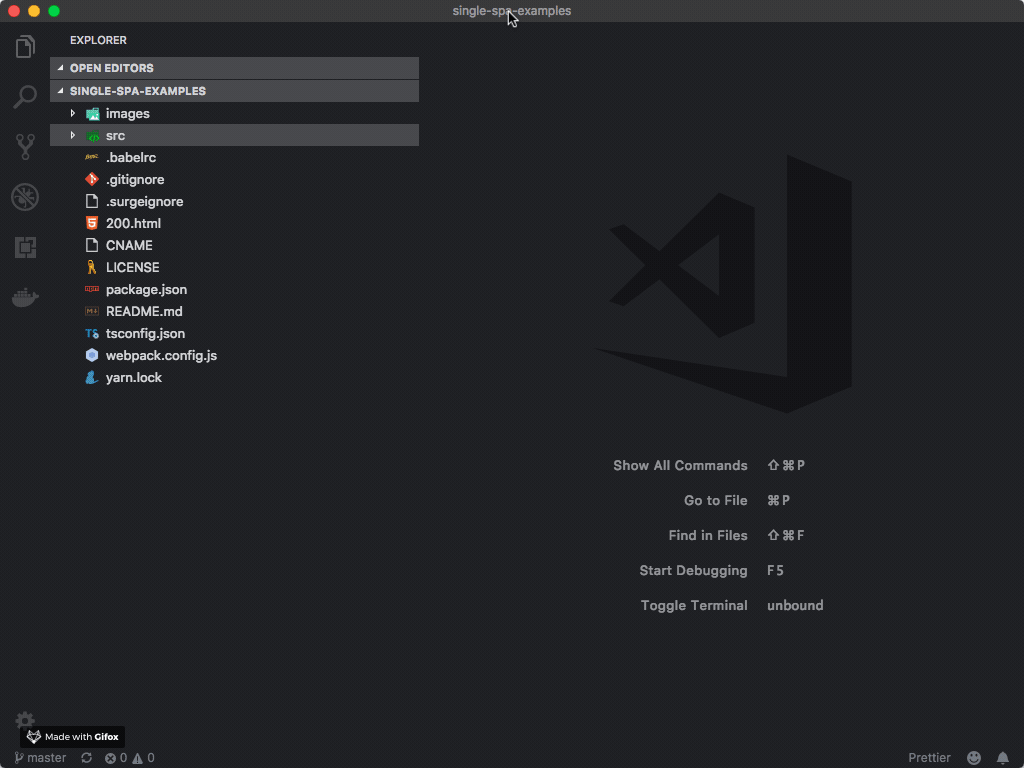 single-spa-examples
EXPLORER
OPEN EDITORS
SINGLE-SPA-EXAMPLES
images
src
.babelrc
.gitignore
.surgeignore
200.html
CNAME
LICENSE
package.json
README.md
tsconfig.json
webpack.config.js
yarn.lock
Show All Commands ⇧⌘P
Go to File ⌘P
Find in Files ⇧⌘F
Start Debugging F5
Toggle Terminal unbound
Made with Gifox
master 0 0 Prettier